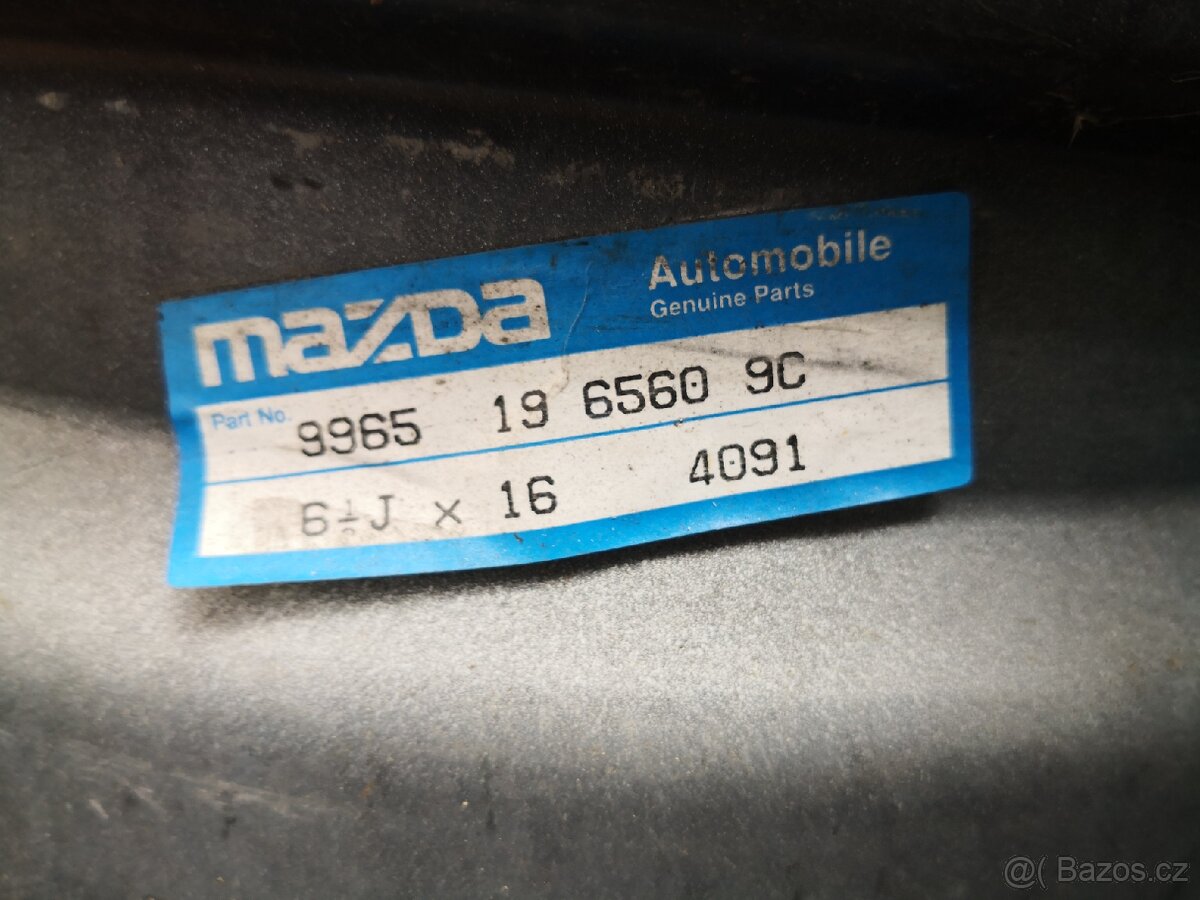 mazda
Automobile
Genuine Parts
Part No. 9965 19 6560 9C
6½J x 16 4091
@( Bazos.cz